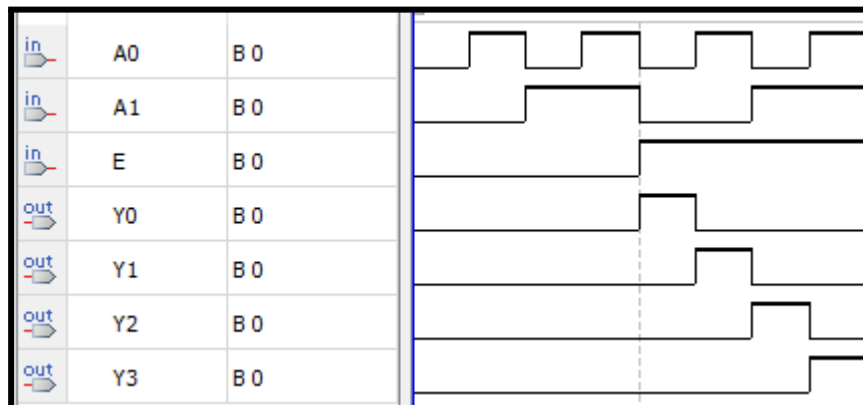 in A0 B 0
in A1 B 0
in E B 0
out Y0 B 0
out Y1 B 0
out Y2 B 0
out Y3 B 0